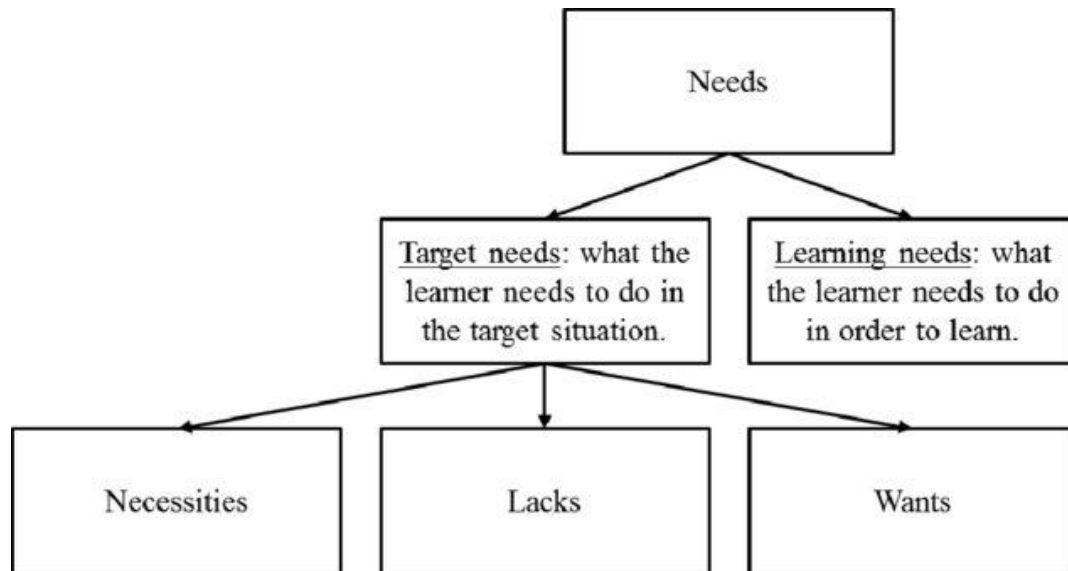 Needs
Target needs: what the
learner needs to do in
the target situation.
Learning needs: what
the learner needs to do
in order to learn.
Necessities
Lacks
Wants